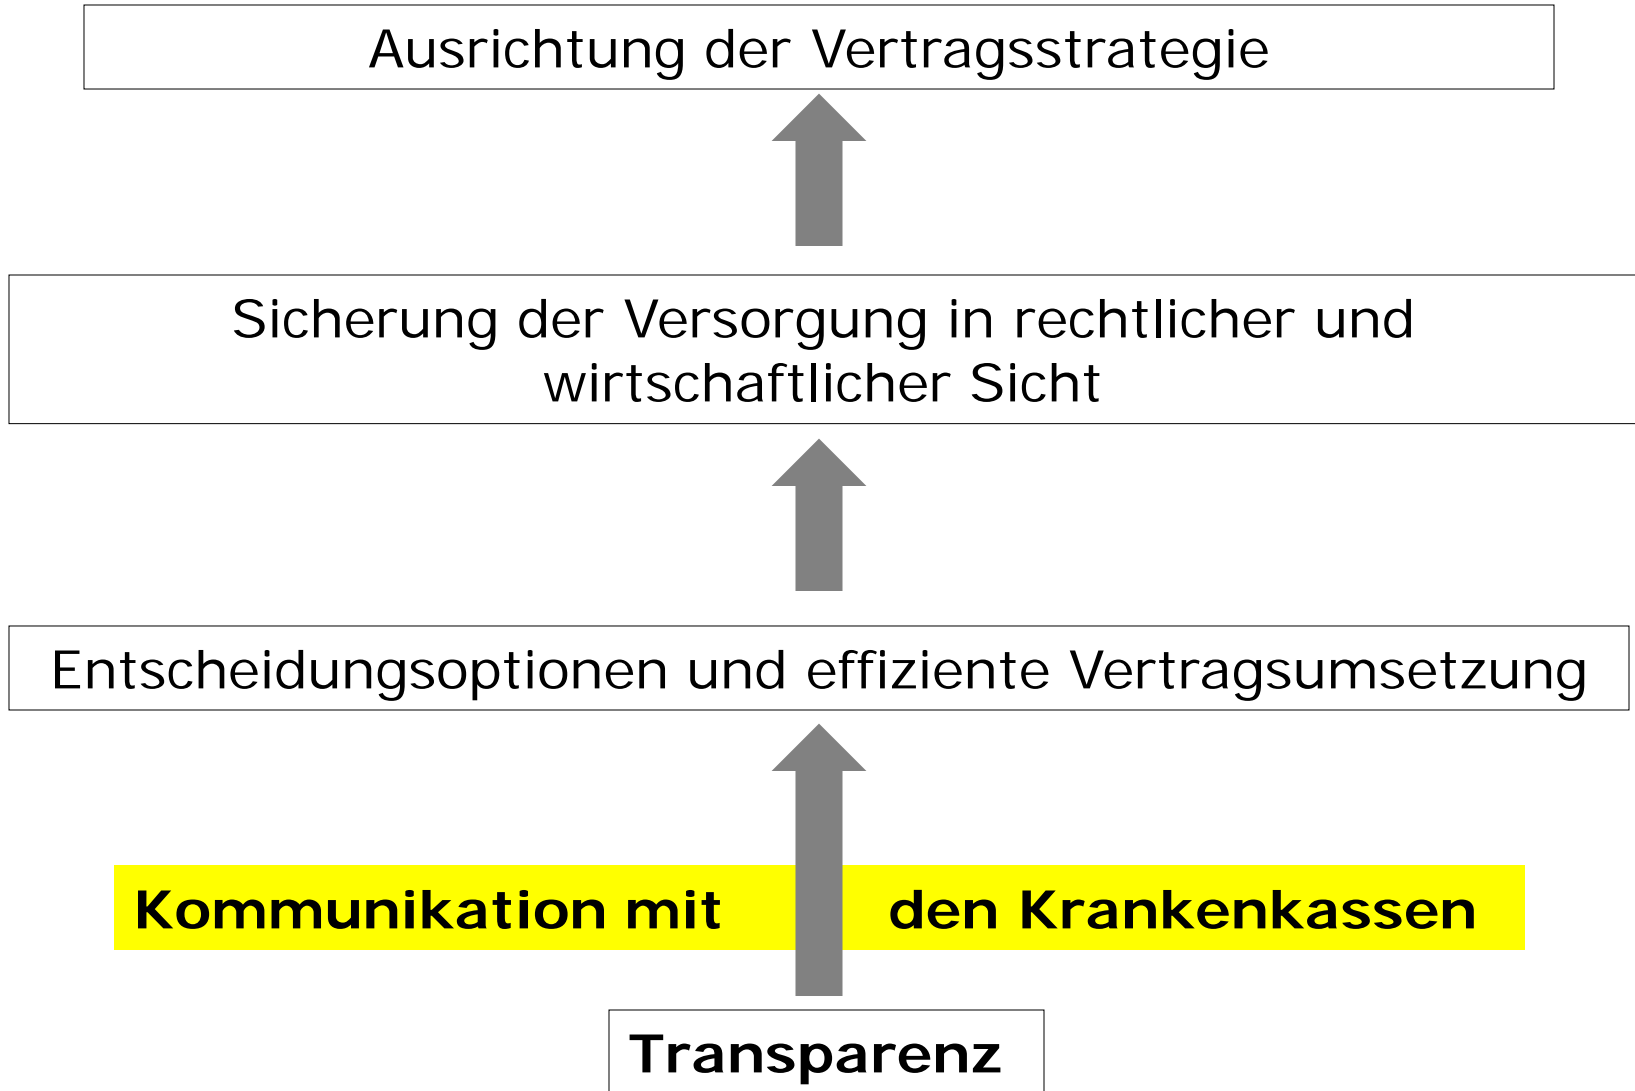 Ausrichtung der Vertragsstrategie
Sicherung der Versorgung in rechtlicher und
wirtschaftlicher Sicht
Entscheidungsoptionen und effiziente Vertragsumsetzung
Kommunikation mit den Krankenkassen
Transparenz